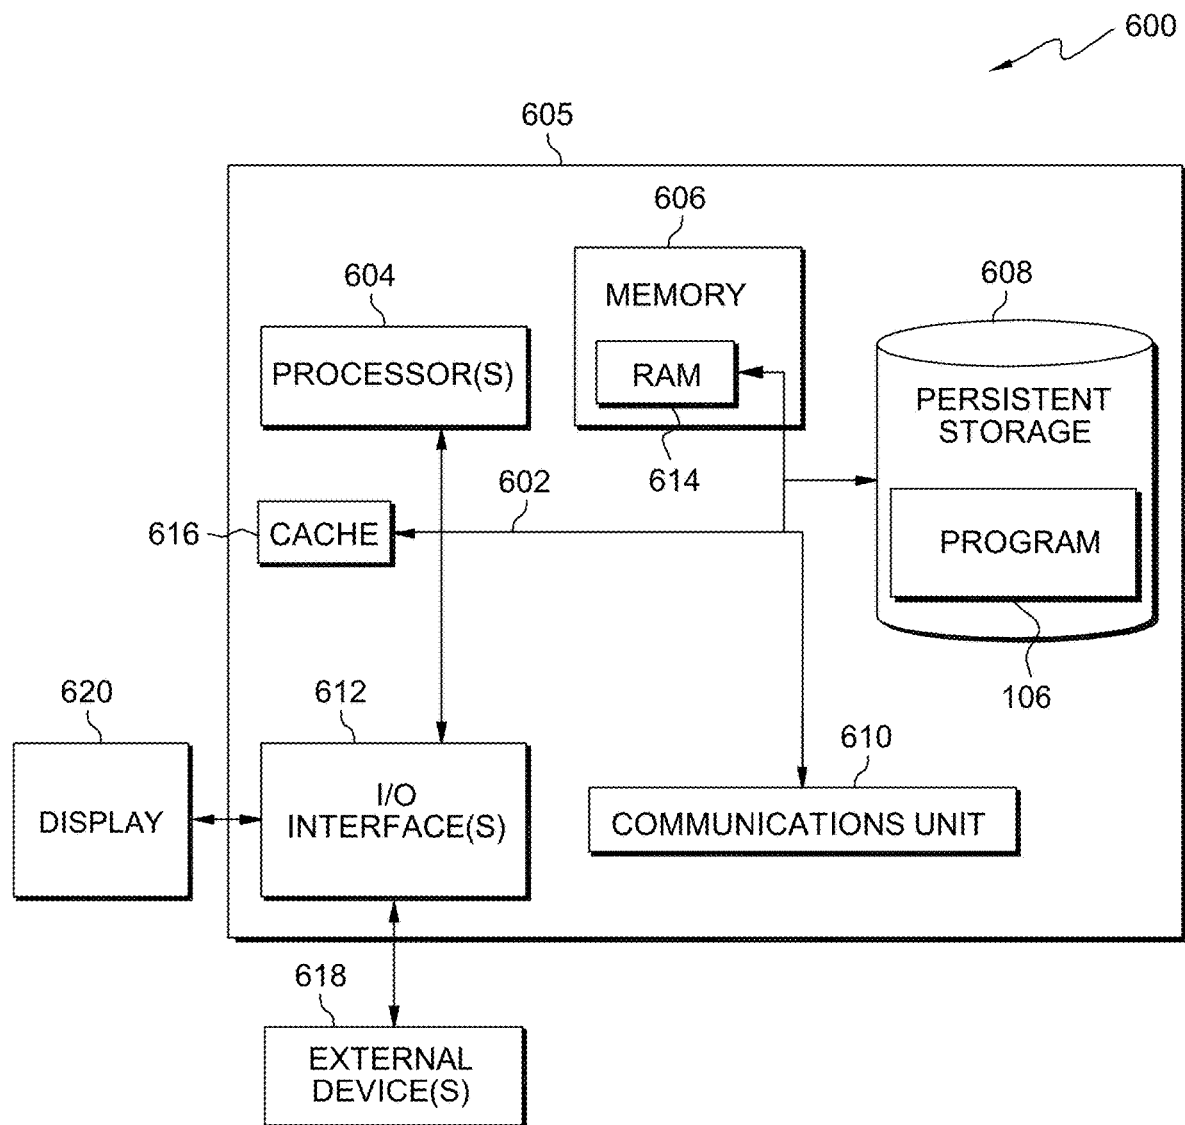 600
605
606
604
608
MEMORY
PROCESSOR(S)
RAM
PERSISTENT
STORAGE
614
602
616
CACHE
PROGRAM
620
612
106
610
DISPLAY
I/O
INTERFACE(S)
COMMUNICATIONS UNIT
618
EXTERNAL
DEVICE(S)